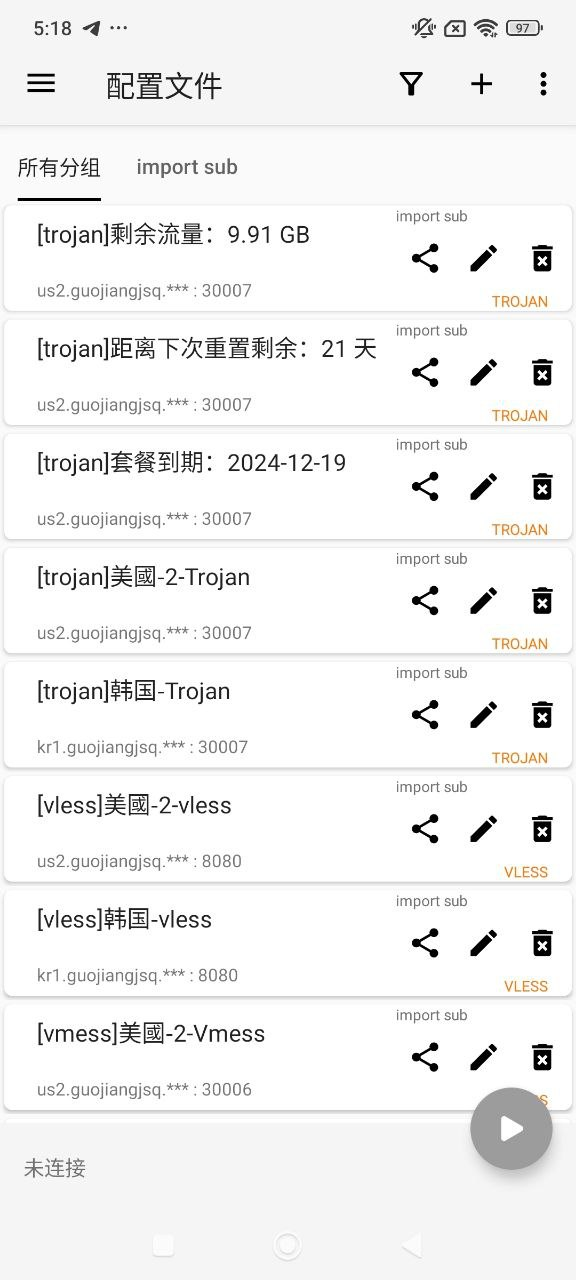 5:18
97
配置文件
所有分组 import sub
import sub
[trojan]剩余流量：9.91 GB
us2.guojiangjsq.*** : 30007
TROJAN
import sub
[trojan]距离下次重置剩余：21 天
us2.guojiangjsq.*** : 30007
TROJAN
import sub
[trojan]套餐到期：2024-12-19
us2.guojiangjsq.*** : 30007
TROJAN
import sub
[trojan]美國-2-Trojan
us2.guojiangjsq.*** : 30007
TROJAN
import sub
[trojan]韩国-Trojan
kr1.guojiangjsq.*** : 30007
TROJAN
import sub
[vless]美國-2-vless
us2.guojiangjsq.*** : 8080
VLESS
import sub
[vless]韩国-vless
kr1.guojiangjsq.*** : 8080
VLESS
import sub
[vmess]美國-2-Vmess
us2.guojiangjsq.*** : 30006
未连接